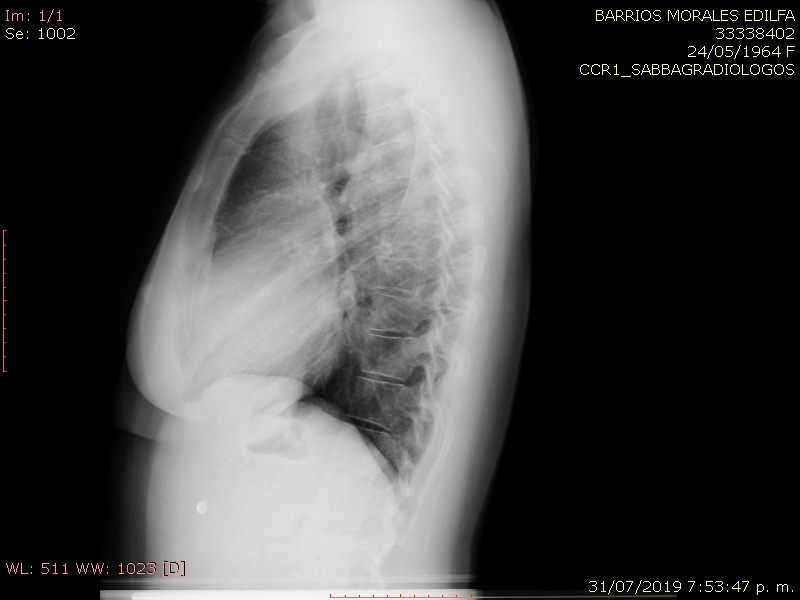 Im: 1/1
Se: 1002
BARRIOS MORALES EDILFA
33338402
24/05/1964 F
CCR1_SABBAGRADIOLOGOS
WL: 511 WW: 1023 [D]
31/07/2019 7:53:47 p. m.